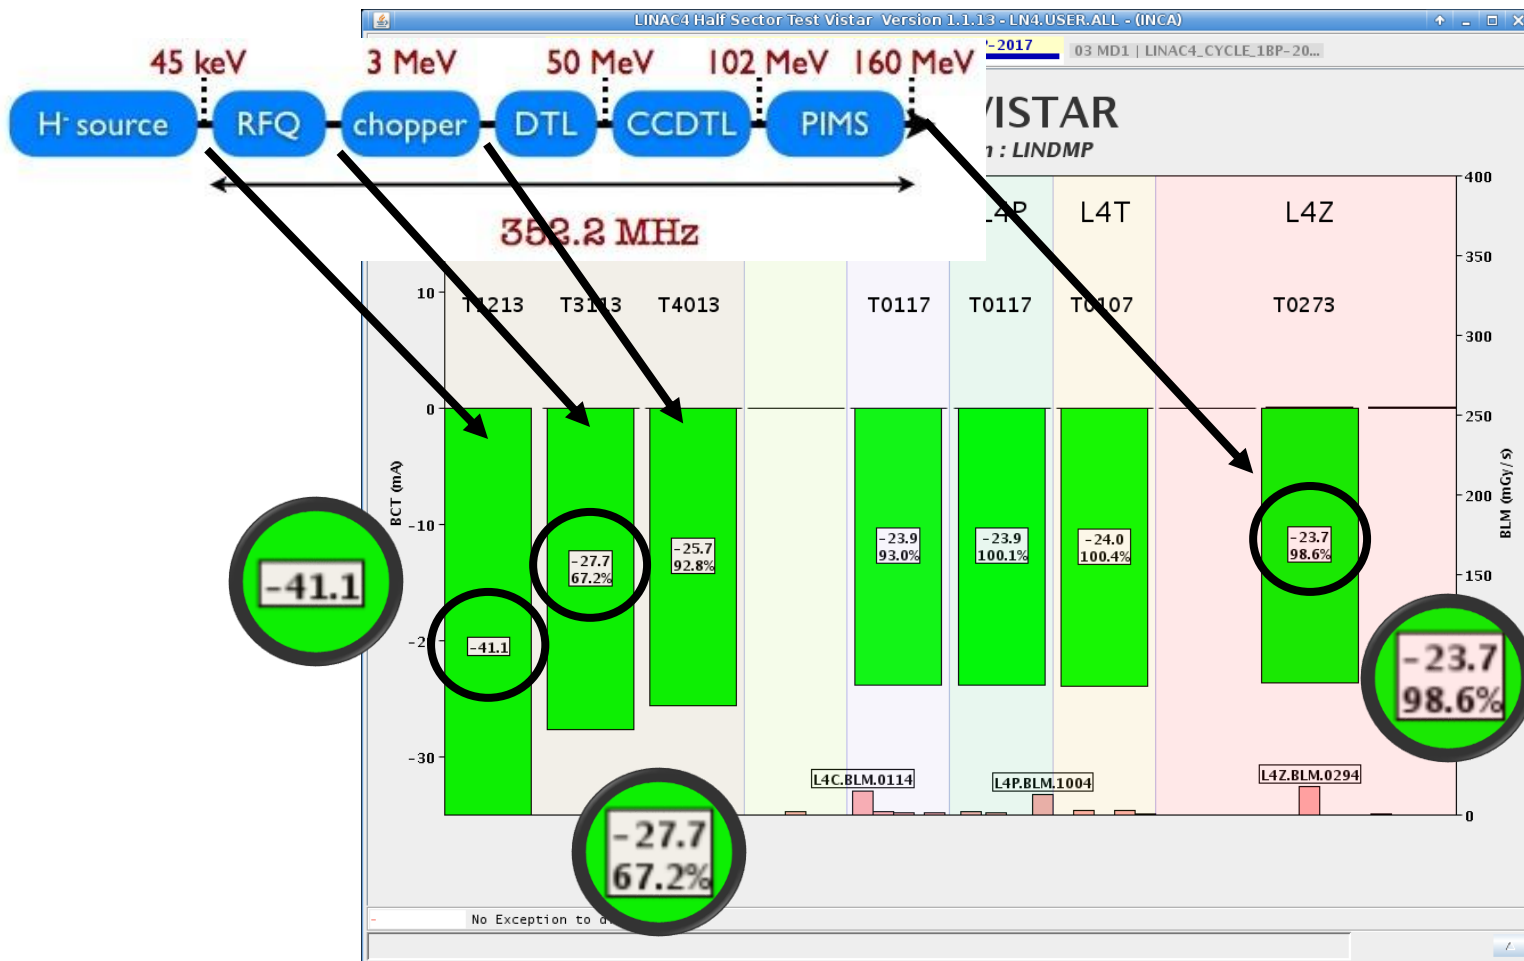 LINAC4 Half Sector Test Vistar Version 1.1.13 - LN4.USER.ALL - (INCA)
P-2017
03 MD1 | LINAC4_CYCLE_1BP-20...
45 keV 3 MeV 50 MeV 102 MeV 160 MeV
H- source RFQ chopper DTL CCDTL PIMS
352.2 MHz
VISTAR
n : LINDMP
L4P L4T L4Z
T1213 T3113 T4013 T0117 T0117 T0107 T0273
10
0
-10
-30
BCT (mA)
400
350
300
250
200
150
0
BLM (mGy/s)
-41.1
-27.7
67.2%
-25.7
92.8%
-23.9
93.0%
-23.9
100.1%
-24.0
100.4%
-23.7
98.6%
-41.1
-27.7
67.2%
-23.7
98.6%
L4C.BLM.0114
L4P.BLM.1004
L4Z.BLM.0294
No Exception to